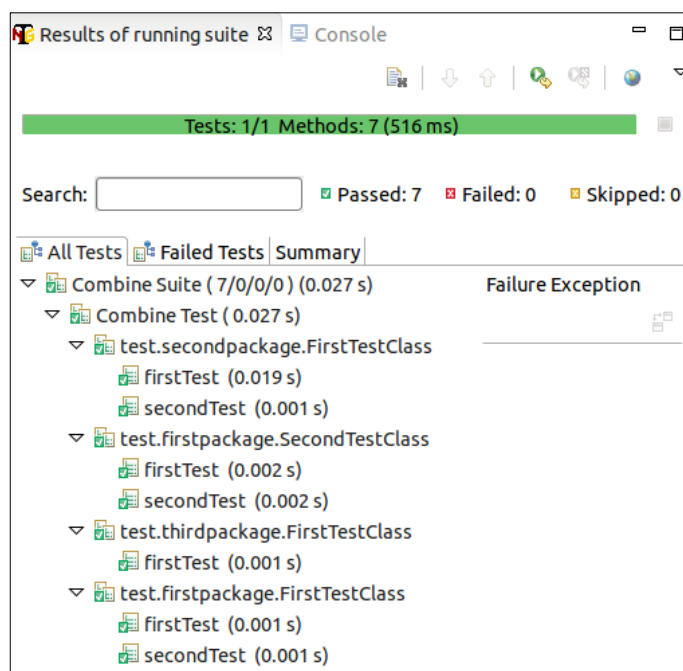 Results of running suite Console
Tests: 1/1 Methods: 7 (516 ms)
Search: Passed: 7 Failed: 0 Skipped: 0
All Tests Failed Tests Summary
Combine Suite ( 7/0/0/0 ) (0.027 s) Failure Exception
Combine Test ( 0.027 s)
test.secondpackage.FirstTestClass
firstTest (0.019 s)
secondTest (0.001 s)
test.firstpackage.SecondTestClass
firstTest (0.002 s)
secondTest (0.002 s)
test.thirdpackage.FirstTestClass
firstTest (0.001 s)
test.firstpackage.FirstTestClass
firstTest (0.001 s)
secondTest (0.001 s)